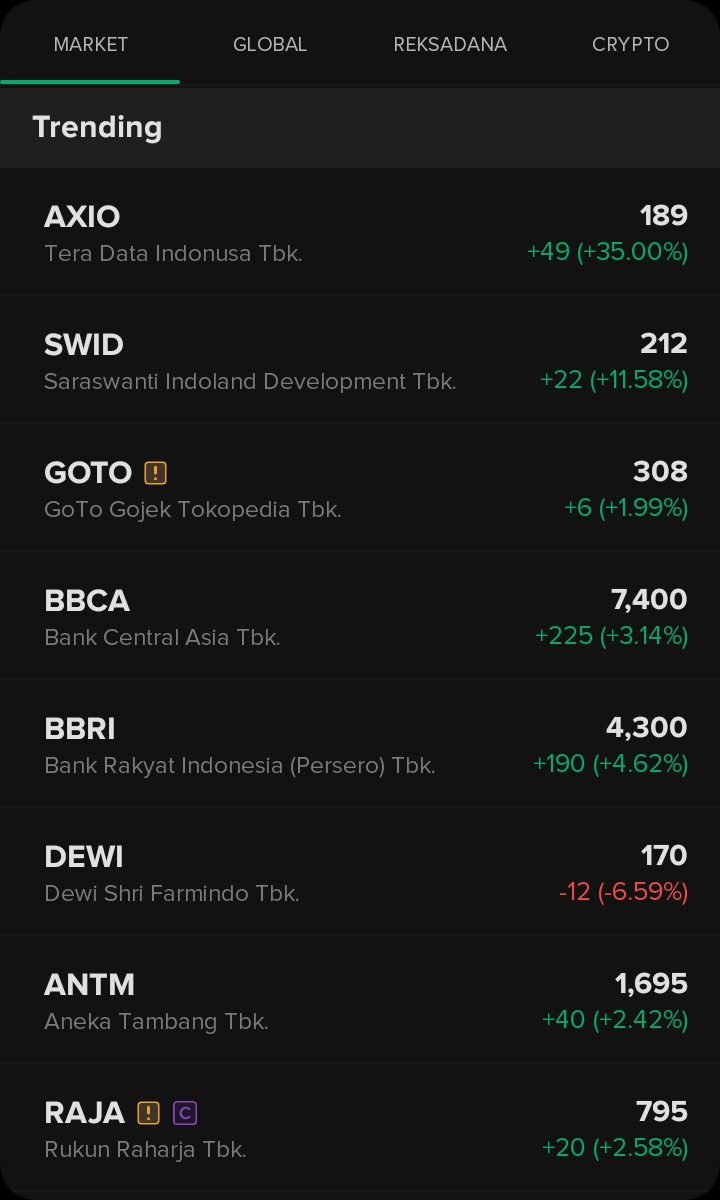 MARKET GLOBAL REKSADANA CRYPTO
Trending
AXIO 189
Tera Data Indonusa Tbk. +49 (+35.00%)
SWID 212
Saraswanti Indoland Development Tbk. +22 (+11.58%)
GOTO ! 308
GoTo Gojek Tokopedia Tbk. +6 (+1.99%)
BBCA 7,400
Bank Central Asia Tbk. +225 (+3.14%)
BBRI 4,300
Bank Rakyat Indonesia (Persero) Tbk. +190 (+4.62%)
DEWI 170
Dewi Shri Farmindo Tbk. -12 (-6.59%)
ANTM 1,695
Aneka Tambang Tbk. +40 (+2.42%)
RAJA ! C 795
Rukun Raharja Tbk. +20 (+2.58%)